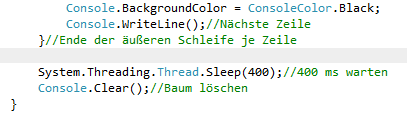 Console.BackgroundColor = ConsoleColor.Black;
Console.WriteLine();//Nächste Zeile
}//Ende der äußeren Schleife je Zeile
System.Threading.Thread.Sleep(400);//400 ms warten
Console.Clear();//Baum löschen
}